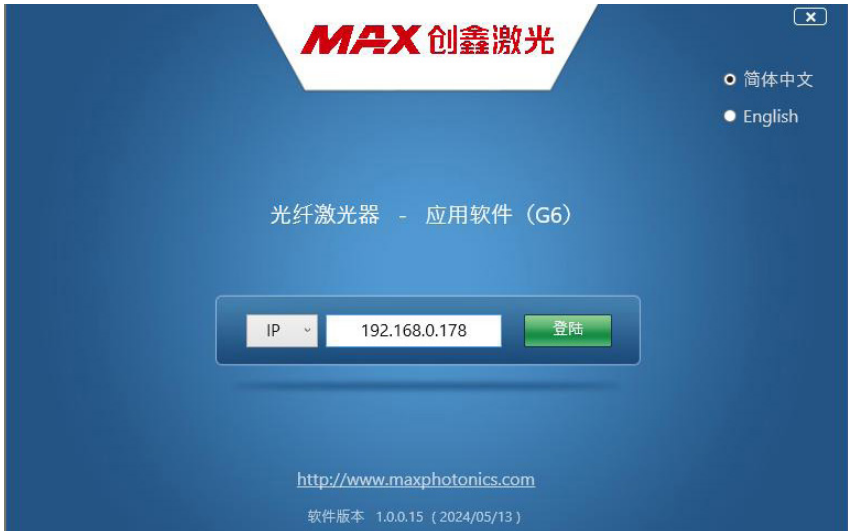 MAX 创鑫激光
简体中文
English
光纤激光器 - 应用软件（G6）
IP 192.168.0.178 登陆
http://www.maxphotonics.com
软件版本 1.0.0.15 ( 2024/05/13 )